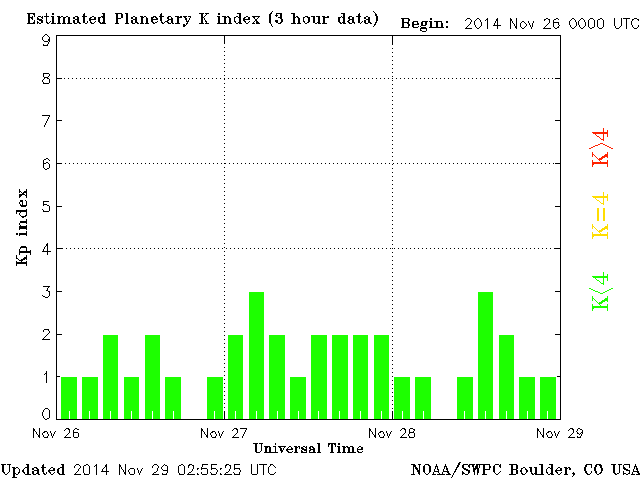 Estimated Planetary K index (3 hour data) Begin: 2014 Nov 26 0000 UTC
9
8
7
6
5
4
3
2
1
0
Kp index
K>4
K=4
K<4
Nov 26 Nov 27 Nov 28 Nov 29
Universal Time
Updated 2014 Nov 29 02:55:25 UTC NOAA/SWPC Boulder, CO USA